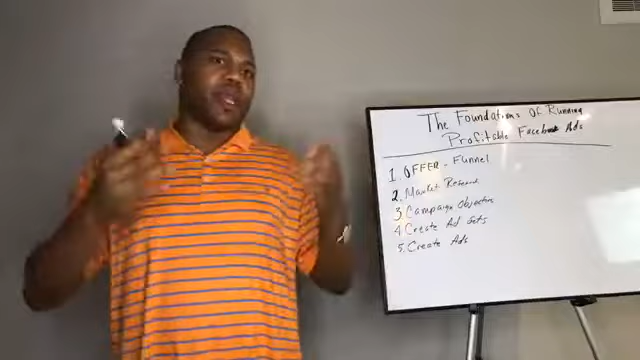 The Foundations Of Running
Profitable Facebook Ads
1. OFFER - Funnel
2. Market Research
3 Campaign Objectives
4 Create Ad Sets
5. Create Ads